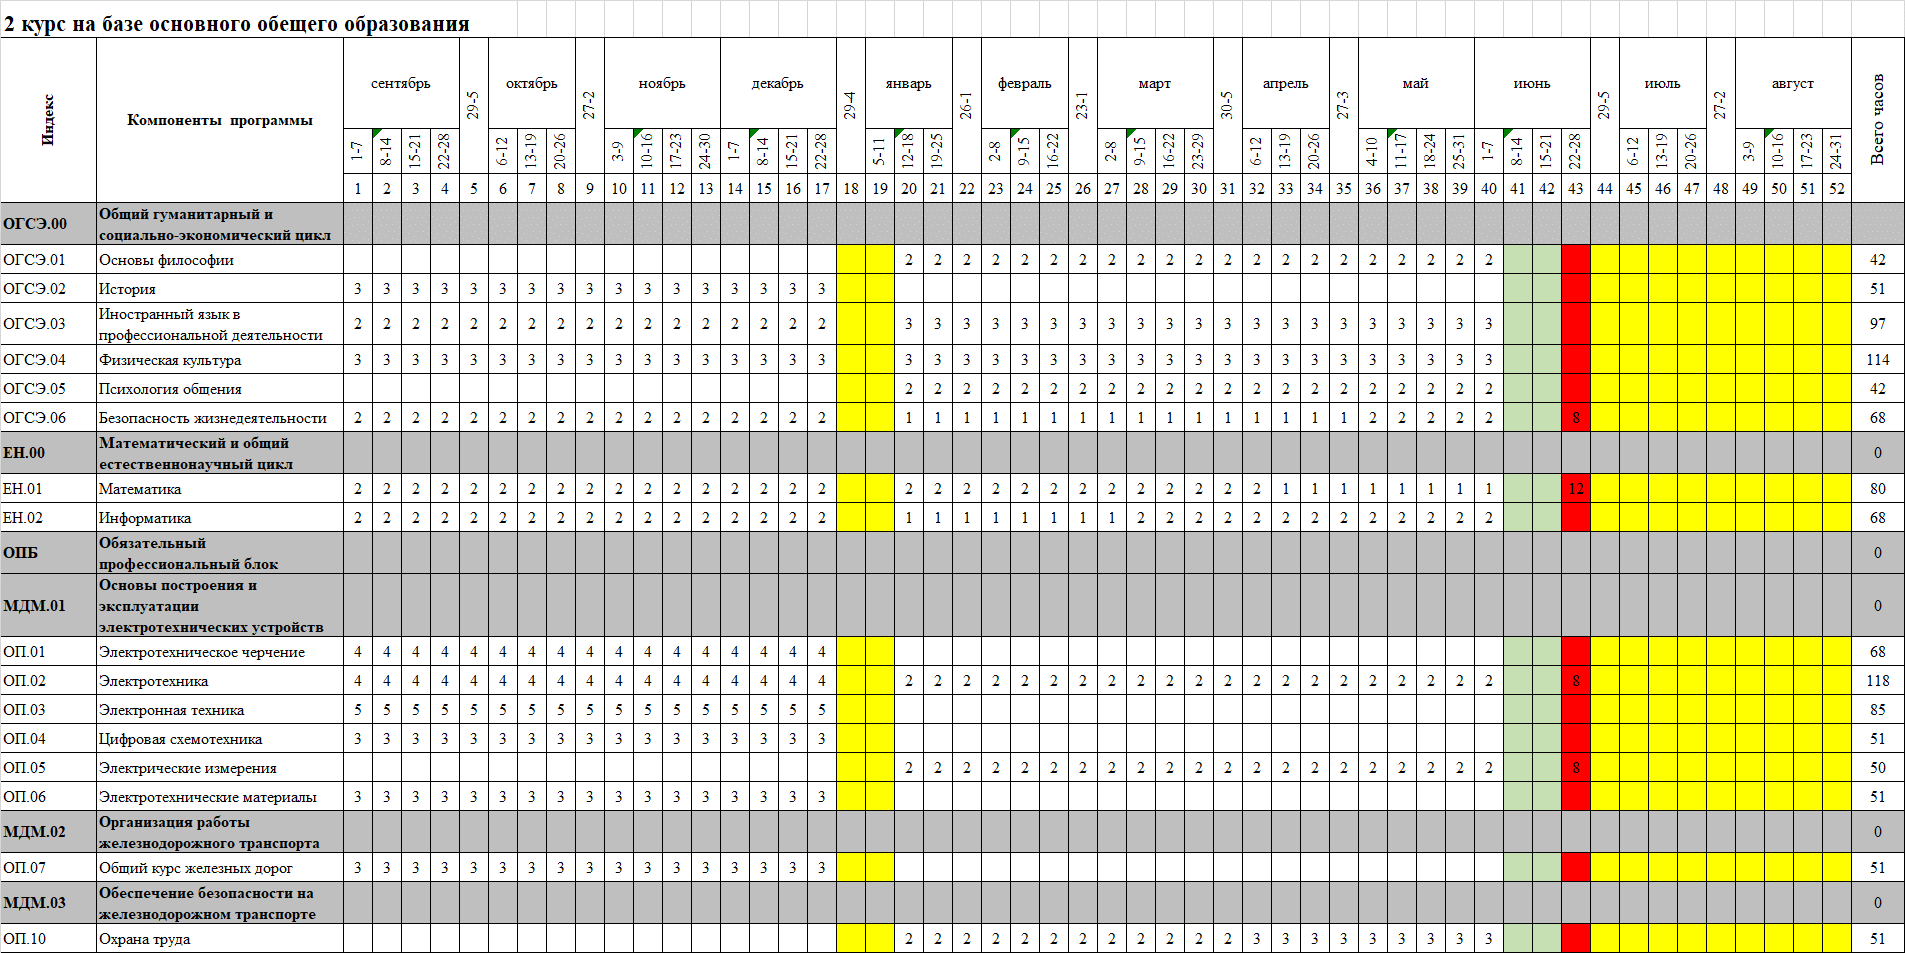 2 курс на базе основного обещего образования
Индекс Компоненты программы сентябрь 29-5 октябрь 27-2 ноябрь декабрь 29-4 январь 26-1 февраль 23-1 март 30-5 апрель 27-3 май июнь 29-5 июль 27-2 август Всего часов
1-7 8-14 15-21 22-28 6-12 13-19 20-26 3-9 10-16 17-23 24-30 1-7 8-14 15-21 22-28 5-11 12-18 19-25 2-8 9-15 16-22 2-8 9-15 16-22 23-29 6-12 13-19 20-26 4-10 11-17 18-24 25-31 1-7 8-14 15-21 22-28 6-12 13-19 20-26 3-9 10-16 17-23 24-31
1 2 3 4 5 6 7 8 9 10 11 12 13 14 15 16 17 18 19 20 21 22 23 24 25 26 27 28 29 30 31 32 33 34 35 36 37 38 39 40 41 42 43 44 45 46 47 48 49 50 51 52
ОГСЭ.00 Общий гуманитарный и
социально-экономический цикл
ОГСЭ.01 Основы философии 2 2 2 2 2 2 2 2 2 2 2 2 2 2 2 2 2 2 2 2 2 42
ОГСЭ.02 История 3 3 3 3 3 3 3 3 3 3 3 3 3 3 3 3 3 51
ОГСЭ.03 Иностранный язык в
профессиональной деятельности 2 2 2 2 2 2 2 2 2 2 2 2 2 2 2 2 2 3 3 3 3 3 3 3 3 3 3 3 3 3 3 3 3 3 3 3 3 3 97
ОГСЭ.04 Физическая культура 3 3 3 3 3 3 3 3 3 3 3 3 3 3 3 3 3 3 3 3 3 3 3 3 3 3 3 3 3 3 3 3 3 3 3 3 3 3 114
ОГСЭ.05 Психология общения 2 2 2 2 2 2 2 2 2 2 2 2 2 2 2 2 2 2 2 2 2 42
ОГСЭ.06 Безопасность жизнедеятельности 2 2 2 2 2 2 2 2 2 2 2 2 2 2 2 2 2 1 1 1 1 1 1 1 1 1 1 1 1 1 1 1 1 2 2 2 2 2 8 68
ЕН.00 Математический и общий
естественнонаучный цикл 0
ЕН.01 Математика 2 2 2 2 2 2 2 2 2 2 2 2 2 2 2 2 2 2 2 2 2 2 2 2 2 2 2 2 2 2 1 1 1 1 1 1 1 1 12 80
ЕН.02 Информатика 2 2 2 2 2 2 2 2 2 2 2 2 2 2 2 2 2 1 1 1 1 1 1 1 1 2 2 2 2 2 2 2 2 2 2 2 2 2 68
ОПБ Обязательный
профессиональный блок 0
МДМ.01 Основы построения и
эксплуатации
электротехнических устройств 0
ОП.01 Электротехническое черчение 4 4 4 4 4 4 4 4 4 4 4 4 4 4 4 4 4 68
ОП.02 Электротехника 4 4 4 4 4 4 4 4 4 4 4 4 4 4 4 4 4 2 2 2 2 2 2 2 2 2 2 2 2 2 2 2 2 2 2 2 2 2 8 118
ОП.03 Электронная техника 5 5 5 5 5 5 5 5 5 5 5 5 5 5 5 5 5 85
ОП.04 Цифровая схемотехника 3 3 3 3 3 3 3 3 3 3 3 3 3 3 3 3 3 51
ОП.05 Электрические измерения 2 2 2 2 2 2 2 2 2 2 2 2 2 2 2 2 2 2 2 2 2 8 50
ОП.06 Электротехнические материалы 3 3 3 3 3 3 3 3 3 3 3 3 3 3 3 3 3 51
МДМ.02 Организация работы
железнодорожного транспорта 0
ОП.07 Общий курс железных дорог 3 3 3 3 3 3 3 3 3 3 3 3 3 3 3 3 3 51
МДМ.03 Обеспечение безопасности на
железнодорожном транспорте 0
ОП.10 Охрана труда 2 2 2 2 2 2 2 2 2 2 2 2 3 3 3 3 3 3 3 3 3 51